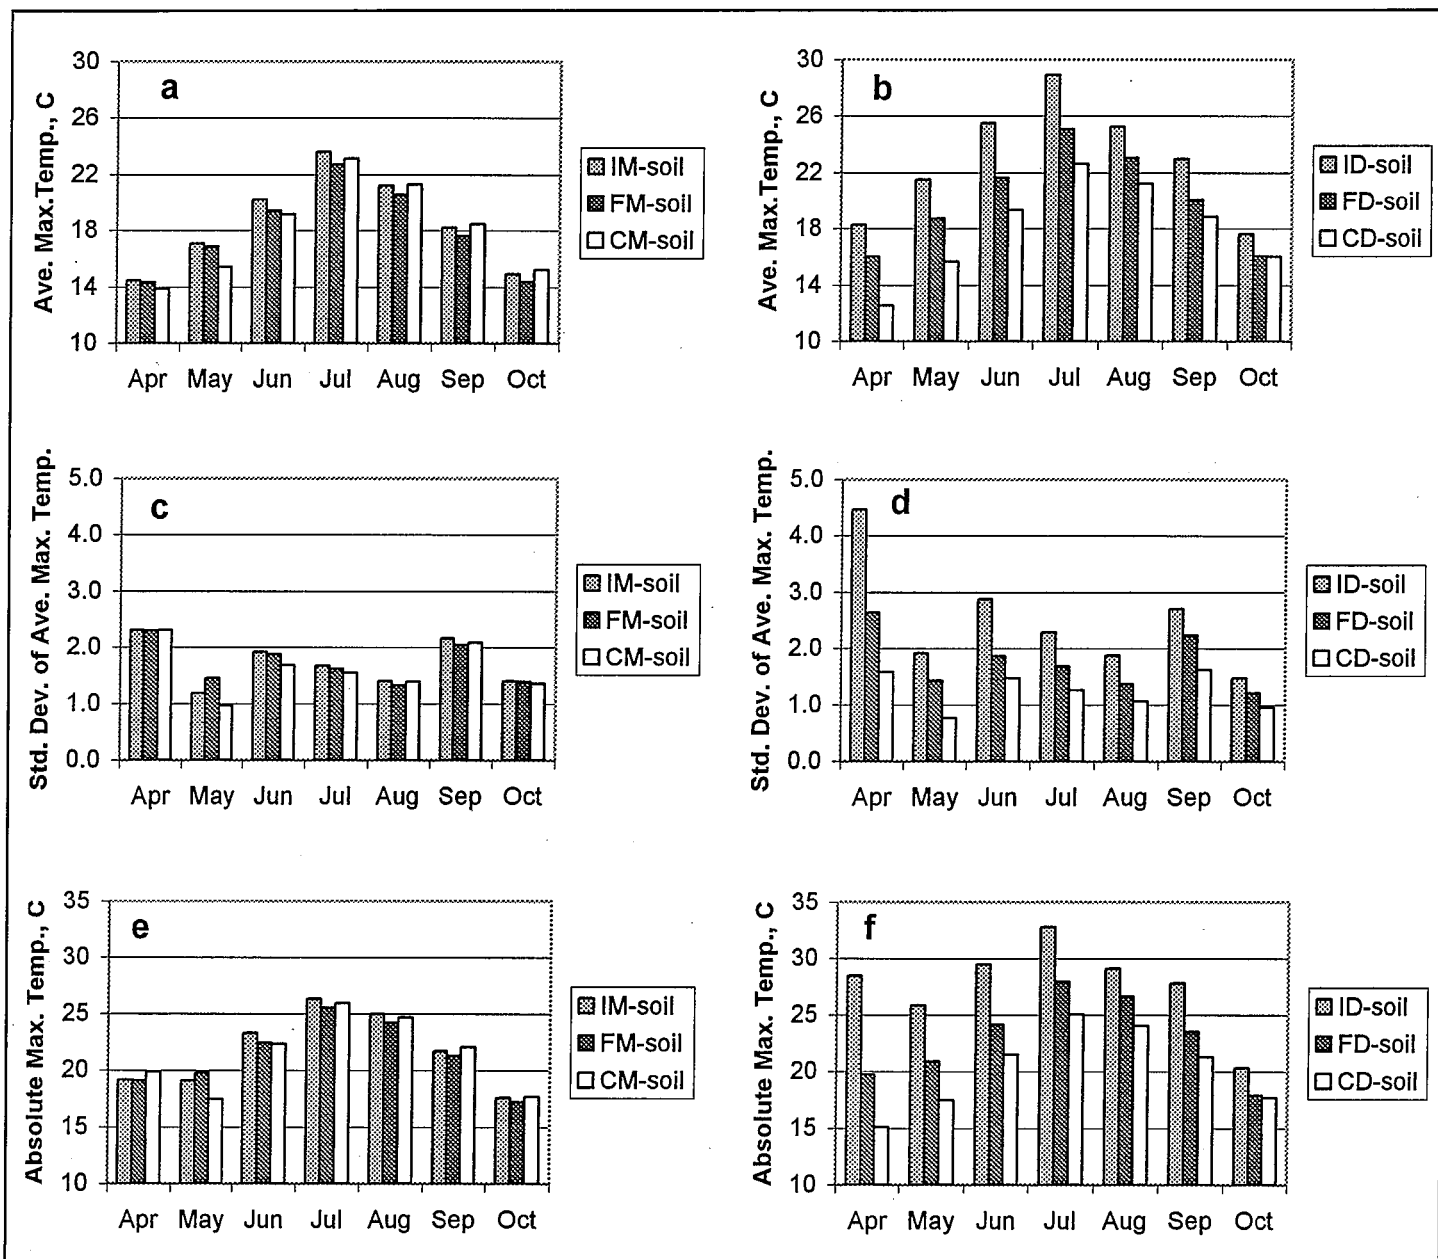 a
Ave. Max.Temp., C
30
26
22
18
14
10
Apr May Jun Jul Aug Sep Oct
IM-soil
FM-soil
CM-soil
b
Ave. Max.Temp., C
30
26
22
18
14
10
Apr May Jun Jul Aug Sep Oct
ID-soil
FD-soil
CD-soil
c
Std. Dev. of Ave. Max. Temp.
5.0
4.0
3.0
2.0
1.0
0.0
Apr May Jun Jul Aug Sep Oct
IM-soil
FM-soil
CM-soil
d
Std. Dev. of Ave. Max. Temp.
5.0
4.0
3.0
2.0
1.0
0.0
Apr May Jun Jul Aug Sep Oct
ID-soil
FD-soil
CD-soil
e
Absolute Max. Temp., C
35
30
25
20
15
10
Apr May Jun Jul Aug Sep Oct
IM-soil
FM-soil
CM-soil
f
Absolute Max. Temp., C
35
30
25
20
15
10
Apr May Jun Jul Aug Sep Oct
ID-soil
FD-soil
CD-soil